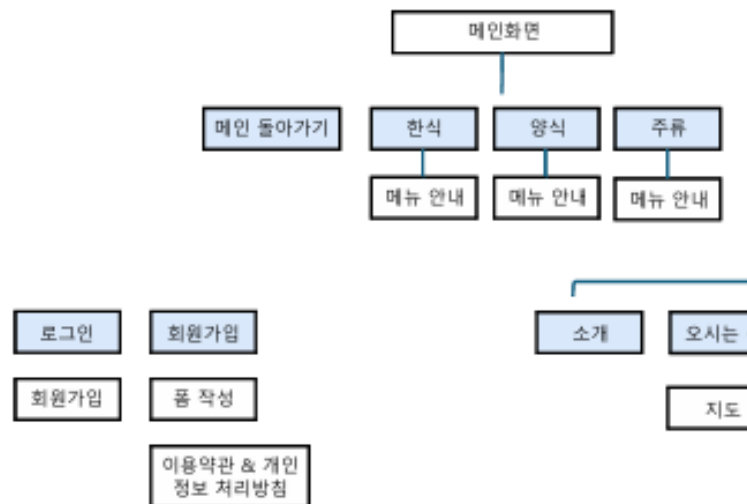 메인화면
메인 돌아가기
한식
양식
주류
메뉴 안내
메뉴 안내
메뉴 안내
로그인
회원가입
소개
오시는
회원가입
폼 작성
지도
이용약관 & 개인
정보 처리방침